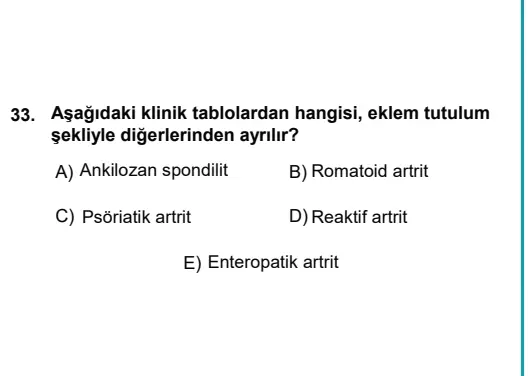 33. Aşağıdaki klinik tablolardan hangisi, eklem tutulum
şekliyle diğerlerinden ayrılır?
A) Ankilozan spondilit B) Romatoid artrit
C) Psöriatik artrit D) Reaktif artrit
E) Enteropatik artrit